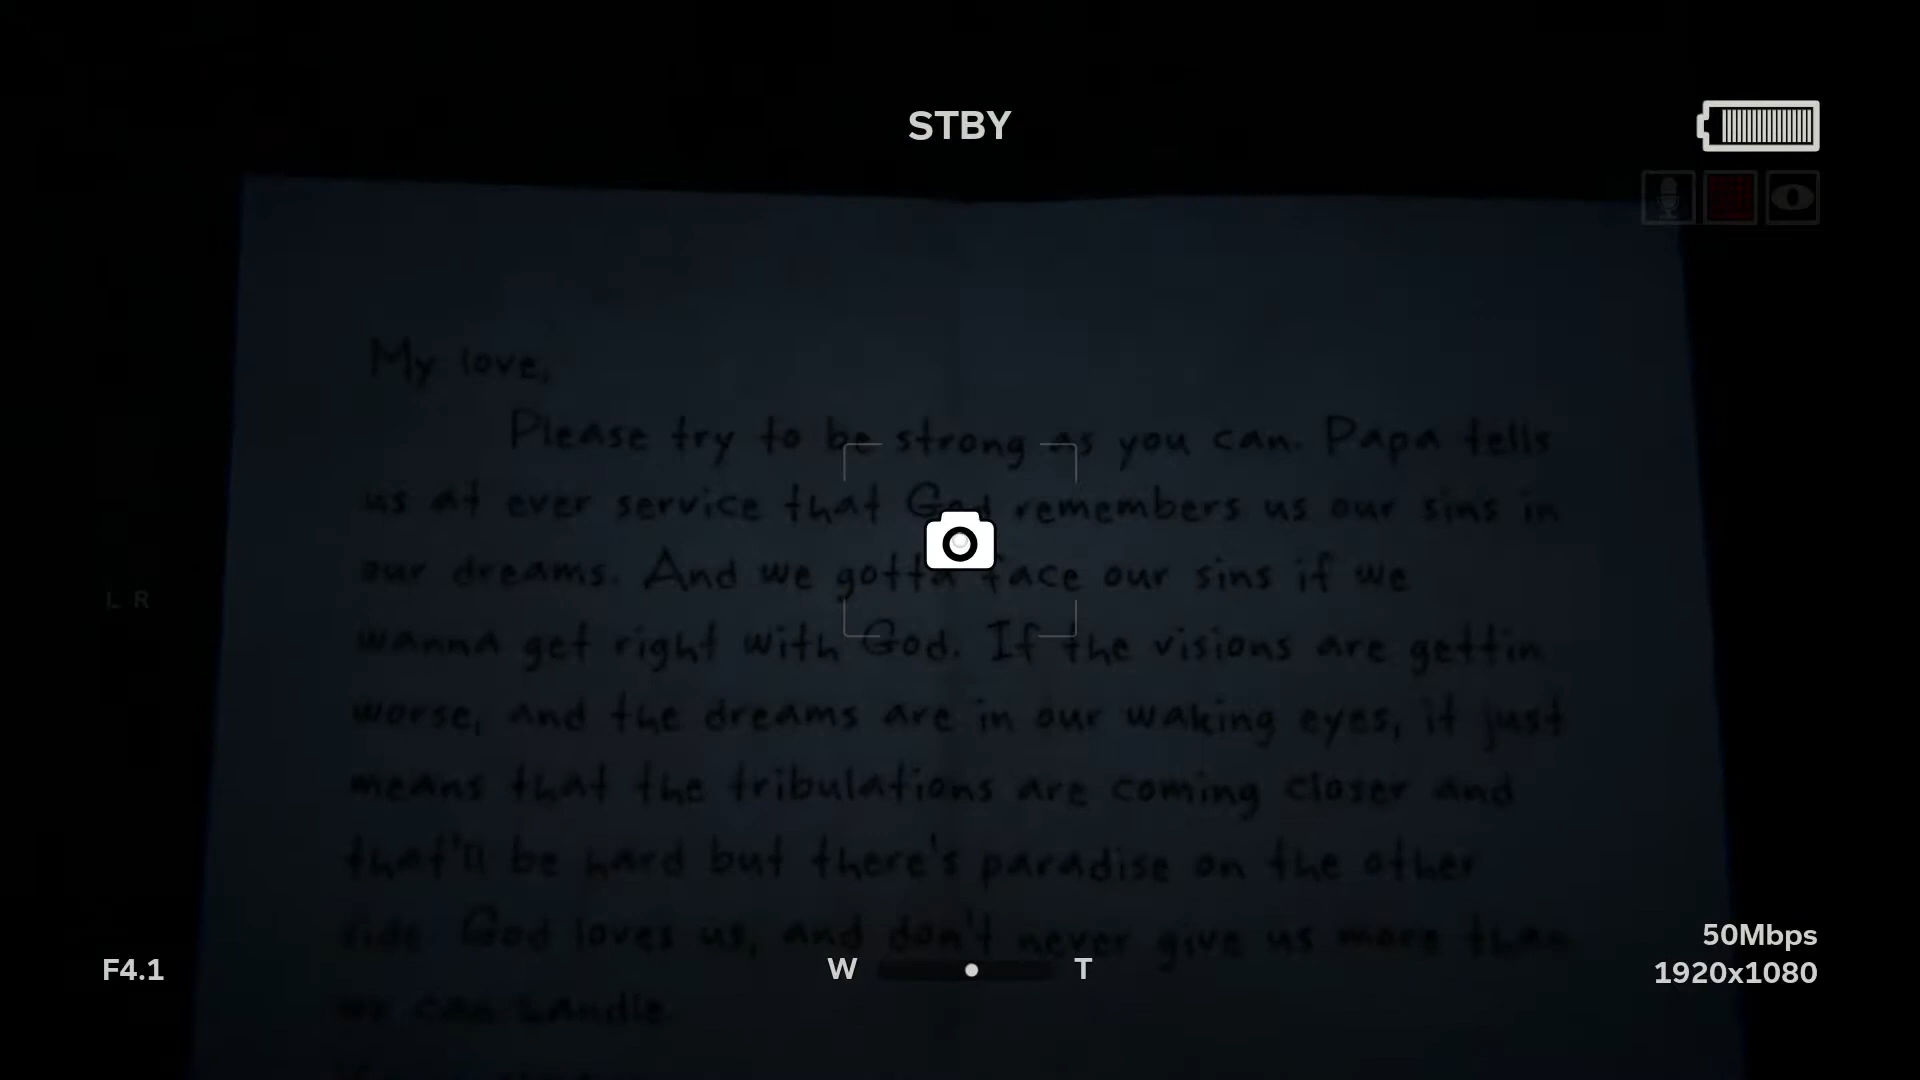 STBY
My love,
Please try to be strong as you can. Papa tells
us at ever service that God remembers us our sins in
our dreams. And we gotta face our sins if we
L R
wanna get right with God. If the visions are gettin
worse, and the dreams are in our waking eyes, it just
means that the tribulations are coming closer and
that'll be hard but there's paradise on the other
side God loves us, and don't never give us more than
50Mbps
F4.1
W T
1920x1080
we can handle